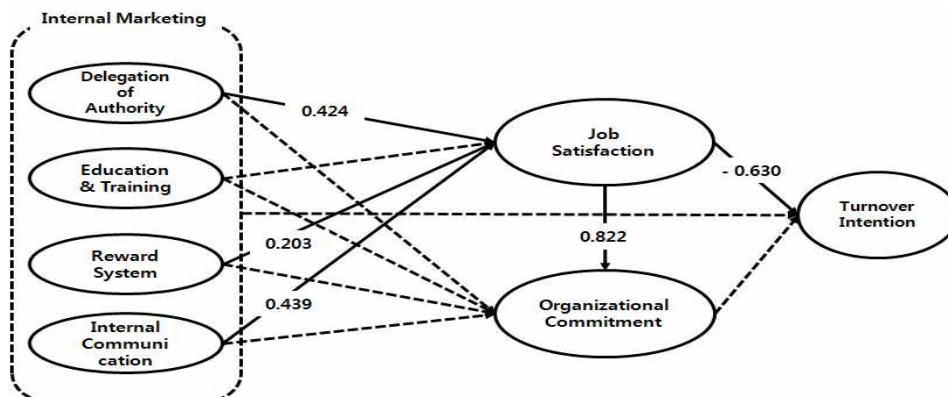 Internal Marketing
Delegation
of
Authority
Education
& Training
Reward
System
Internal
Communi
cation
0.424
0.203
0.439
Job
Satisfaction
0.822
Organizational
Commitment
- 0.630
Turnover
Intention